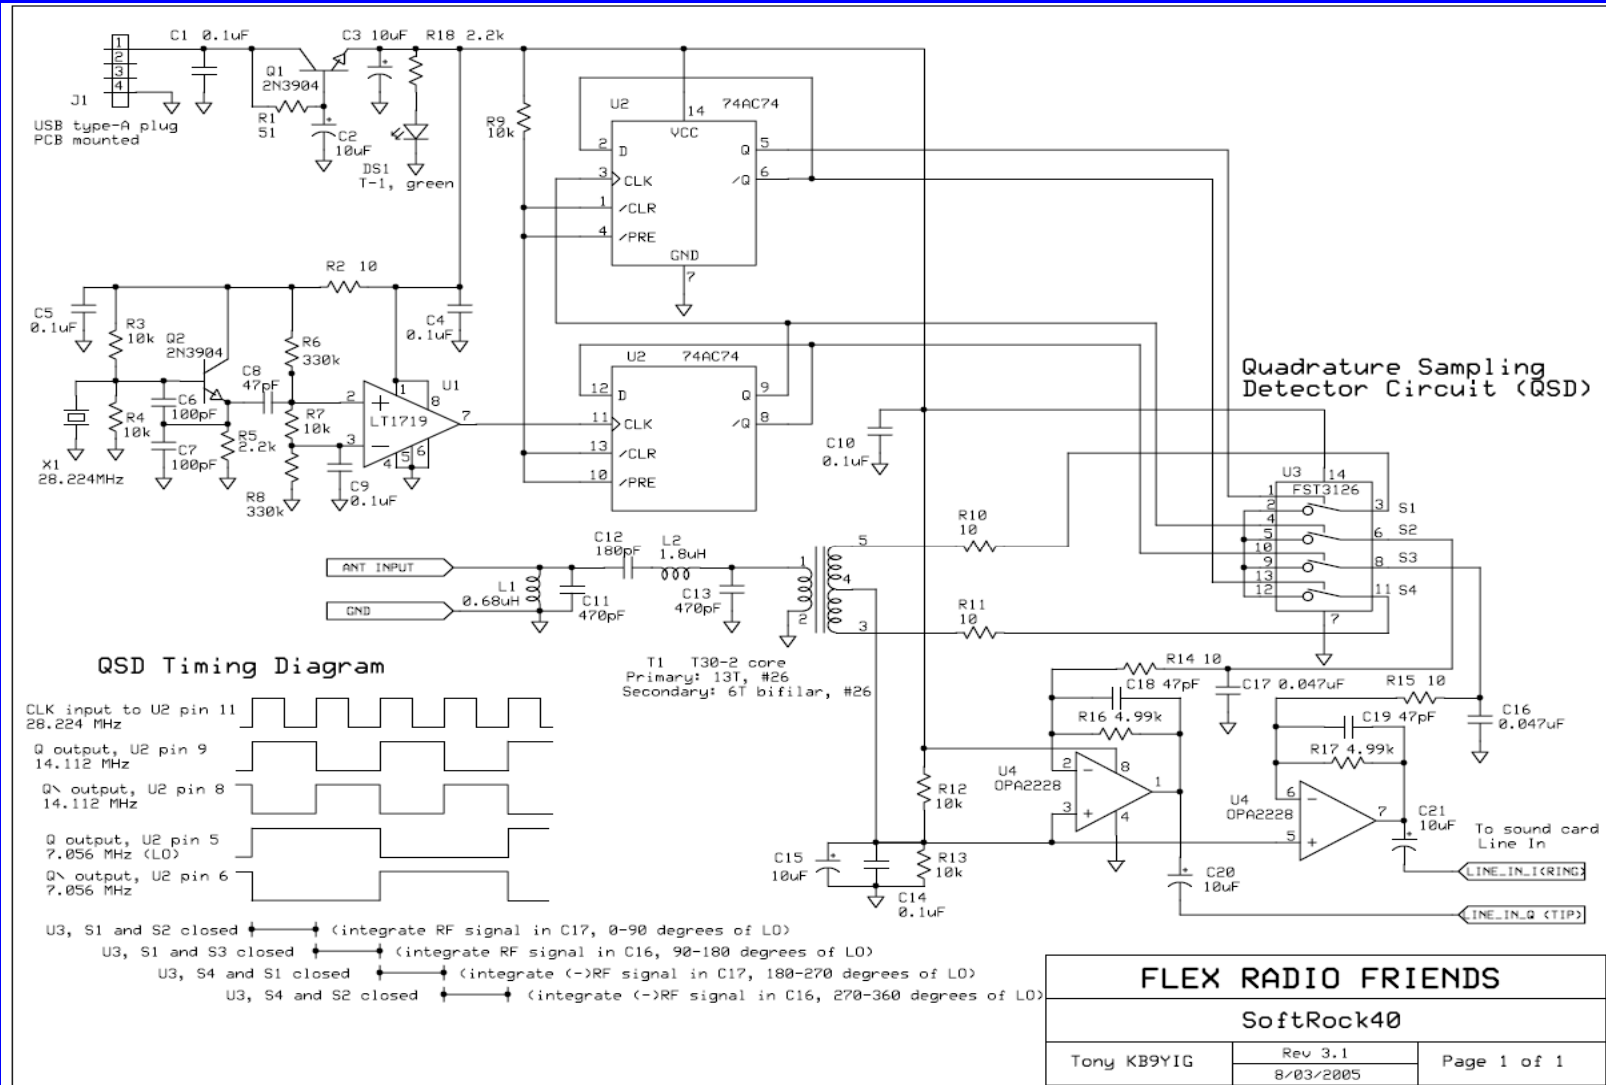 C1 0.1uF
C3 10uF
R18 2.2k
1
2
3
4
J1
USB type-A plug
PCB mounted
Q1
2N3904
R1
51
C2
10uF
DS1
T-1, green
R9
10k
U2 74AC74
14
VCC
2 D
3 CLK
1 /CLR
4 /PRE
Q 5
/Q 6
GND
7
R2 10
C5
0.1uF
R3
10k
Q2
2N3904
R6
330k
C4
0.1uF
C8
47pF
U1
LT1719
2
+
3
-
1
8
7
4
5
6
C6
100pF
R4
10k
C7
100pF
R5
2.2k
R7
10k
X1
28.224MHz
R8
330k
C9
0.1uF
U2 74AC74
12 D
11 CLK
13 /CLR
10 /PRE
Q 9
/Q 8
Quadrature Sampling
Detector Circuit (QSD)
C10
0.1uF
U3
14
FST3126
1
2
4
5
10
9
13
12
3 S1
6 S2
8 S3
11 S4
7
R10
10
R11
10
ANT INPUT
GND
C12
180pF
L2
1.8uH
L1
0.68uH
C11
470pF
C13
470pF
1
2
5
4
3
T1 T30-2 core
Primary: 13T, #26
Secondary: 6T bifilar, #26
R14 10
C18 47pF
C17 0.047uF
R16 4.99k
R15 10
C16
0.047uF
C19 47pF
R17 4.99k
U4
OPA2228
2
-
3
+
8
1
4
R12
10k
R13
10k
C15
10uF
C14
0.1uF
C20
10uF
U4
OPA2228
6
-
5
+
7
C21
10uF
To sound card
Line In
LINE_IN_I(RING)
LINE_IN_Q (TIP)
QSD Timing Diagram
CLK input to U2 pin 11
28.224 MHz
Q output, U2 pin 9
14.112 MHz
Q\ output, U2 pin 8
14.112 MHz
Q output, U2 pin 5
7.056 MHz (LO)
Q\ output, U2 pin 6
7.056 MHz
U3, S1 and S2 closed (integrate RF signal in C17, 0-90 degrees of LO)
U3, S1 and S3 closed (integrate RF signal in C16, 90-180 degrees of LO)
U3, S4 and S1 closed (integrate (-)RF signal in C17, 180-270 degrees of LO)
U3, S4 and S2 closed (integrate (-)RF signal in C16, 270-360 degrees of LO)
FLEX RADIO FRIENDS
SoftRock40
Tony KB9YIG
Rev 3.1
8/03/2005
Page 1 of 1